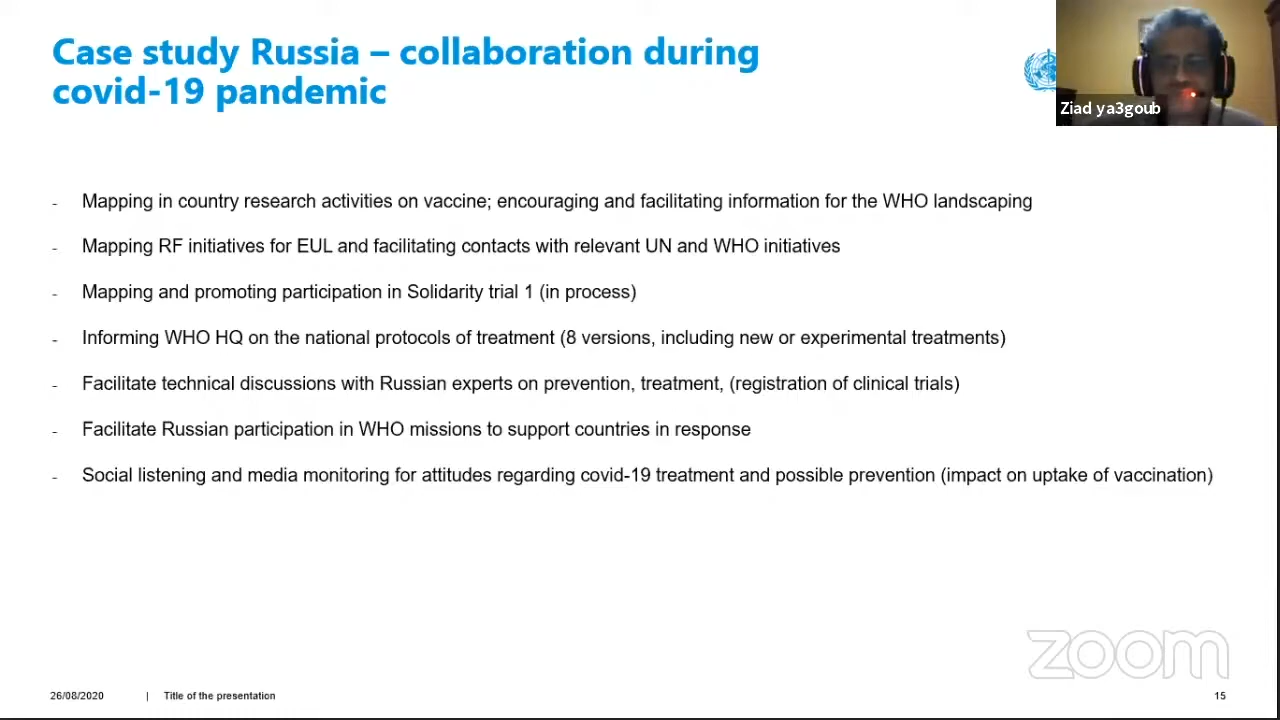 Case study Russia – collaboration during
covid-19 pandemic
Ziad ya3goub
- Mapping in country research activities on vaccine; encouraging and facilitating information for the WHO landscaping
- Mapping RF initiatives for EUL and facilitating contacts with relevant UN and WHO initiatives
- Mapping and promoting participation in Solidarity trial 1 (in process)
- Informing WHO HQ on the national protocols of treatment (8 versions, including new or experimental treatments)
- Facilitate technical discussions with Russian experts on prevention, treatment, (registration of clinical trials)
- Facilitate Russian participation in WHO missions to support countries in response
- Social listening and media monitoring for attitudes regarding covid-19 treatment and possible prevention (impact on uptake of vaccination)
zoom
26/08/2020 | Title of the presentation 15